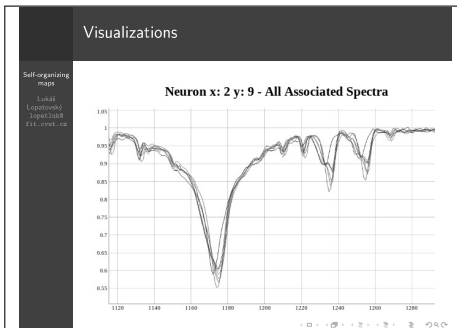 Visualizations
Self-organizing
maps
Lukáš
Lopatovský
lopatluk@
fit.cvut.cz
Neuron x: 2 y: 9 - All Associated Spectra
1.05
1
0.95
0.9
0.85
0.8
0.75
0.7
0.65
0.6
0.55
1120 1140 1160 1180 1200 1220 1240 1260 1280